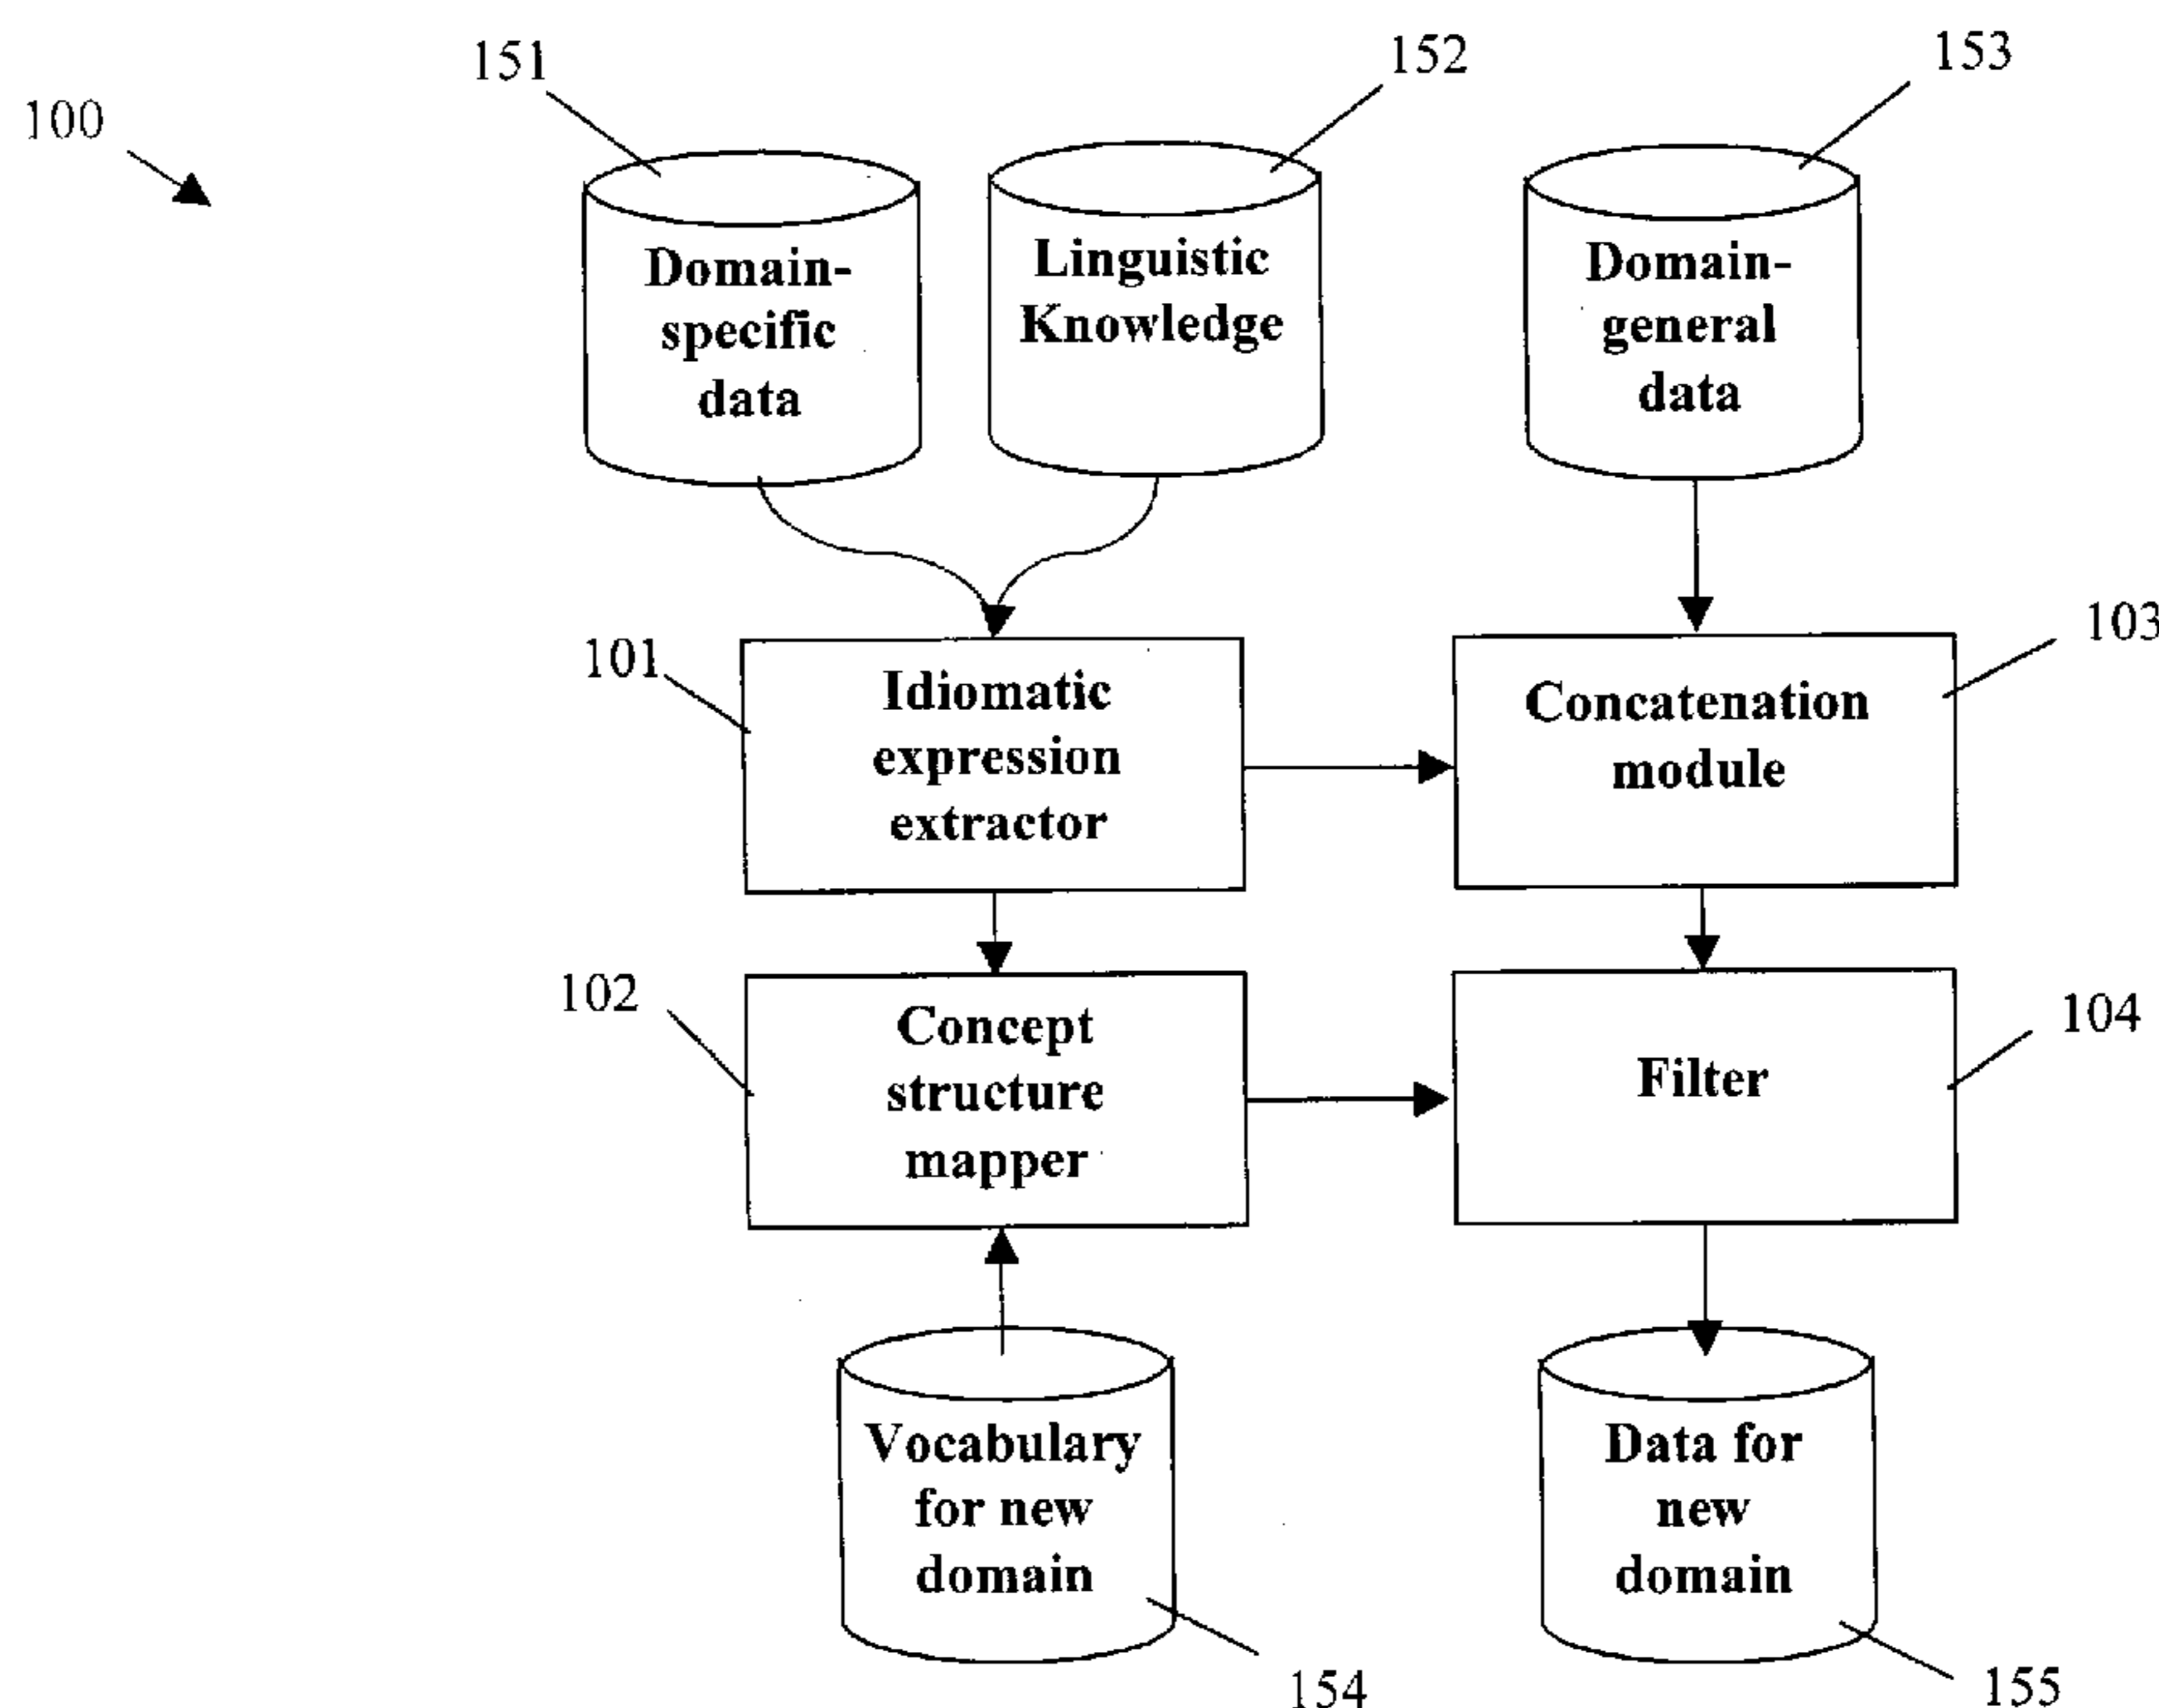 100
151
152
153
Domain-
specific
data
Linguistic
Knowledge
Domain-
general
data
101
Idiomatic
expression
extractor
103
Concatenation
module
102
Concept
structure
mapper
104
Filter
Vocabulary
for new
domain
154
Data for
new
domain
155